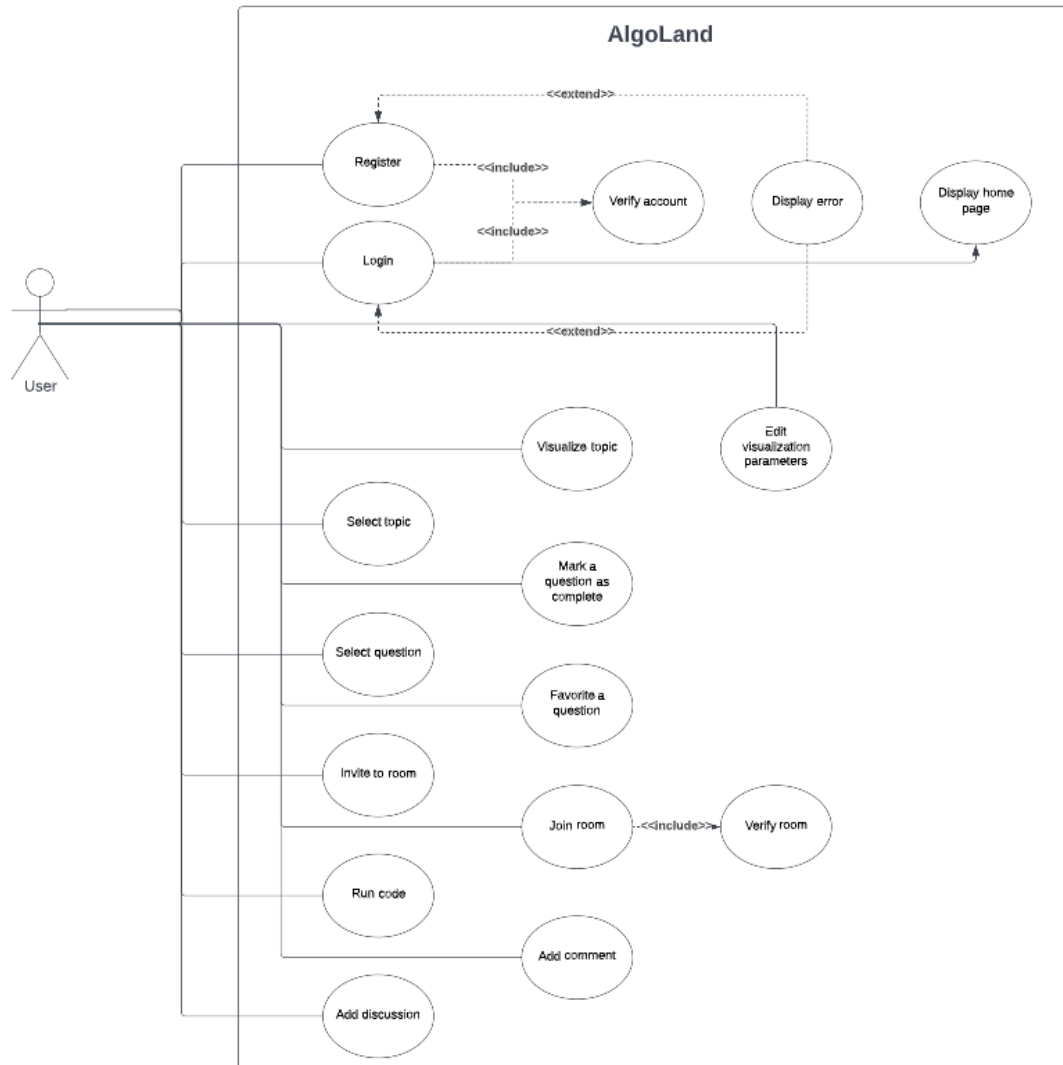 AlgoLand
<<extend>>
Register
<<include>>
Verify account
Display error
Display home
page
<<include>>
Login
<<extend>>
User
Visualize topic
Edit
visualization
parameters
Select topic
Mark a
question as
complete
Select question
Favorite a
question
Invite to room
Join room
<<include>>
Verify room
Run code
Add comment
Add discussion